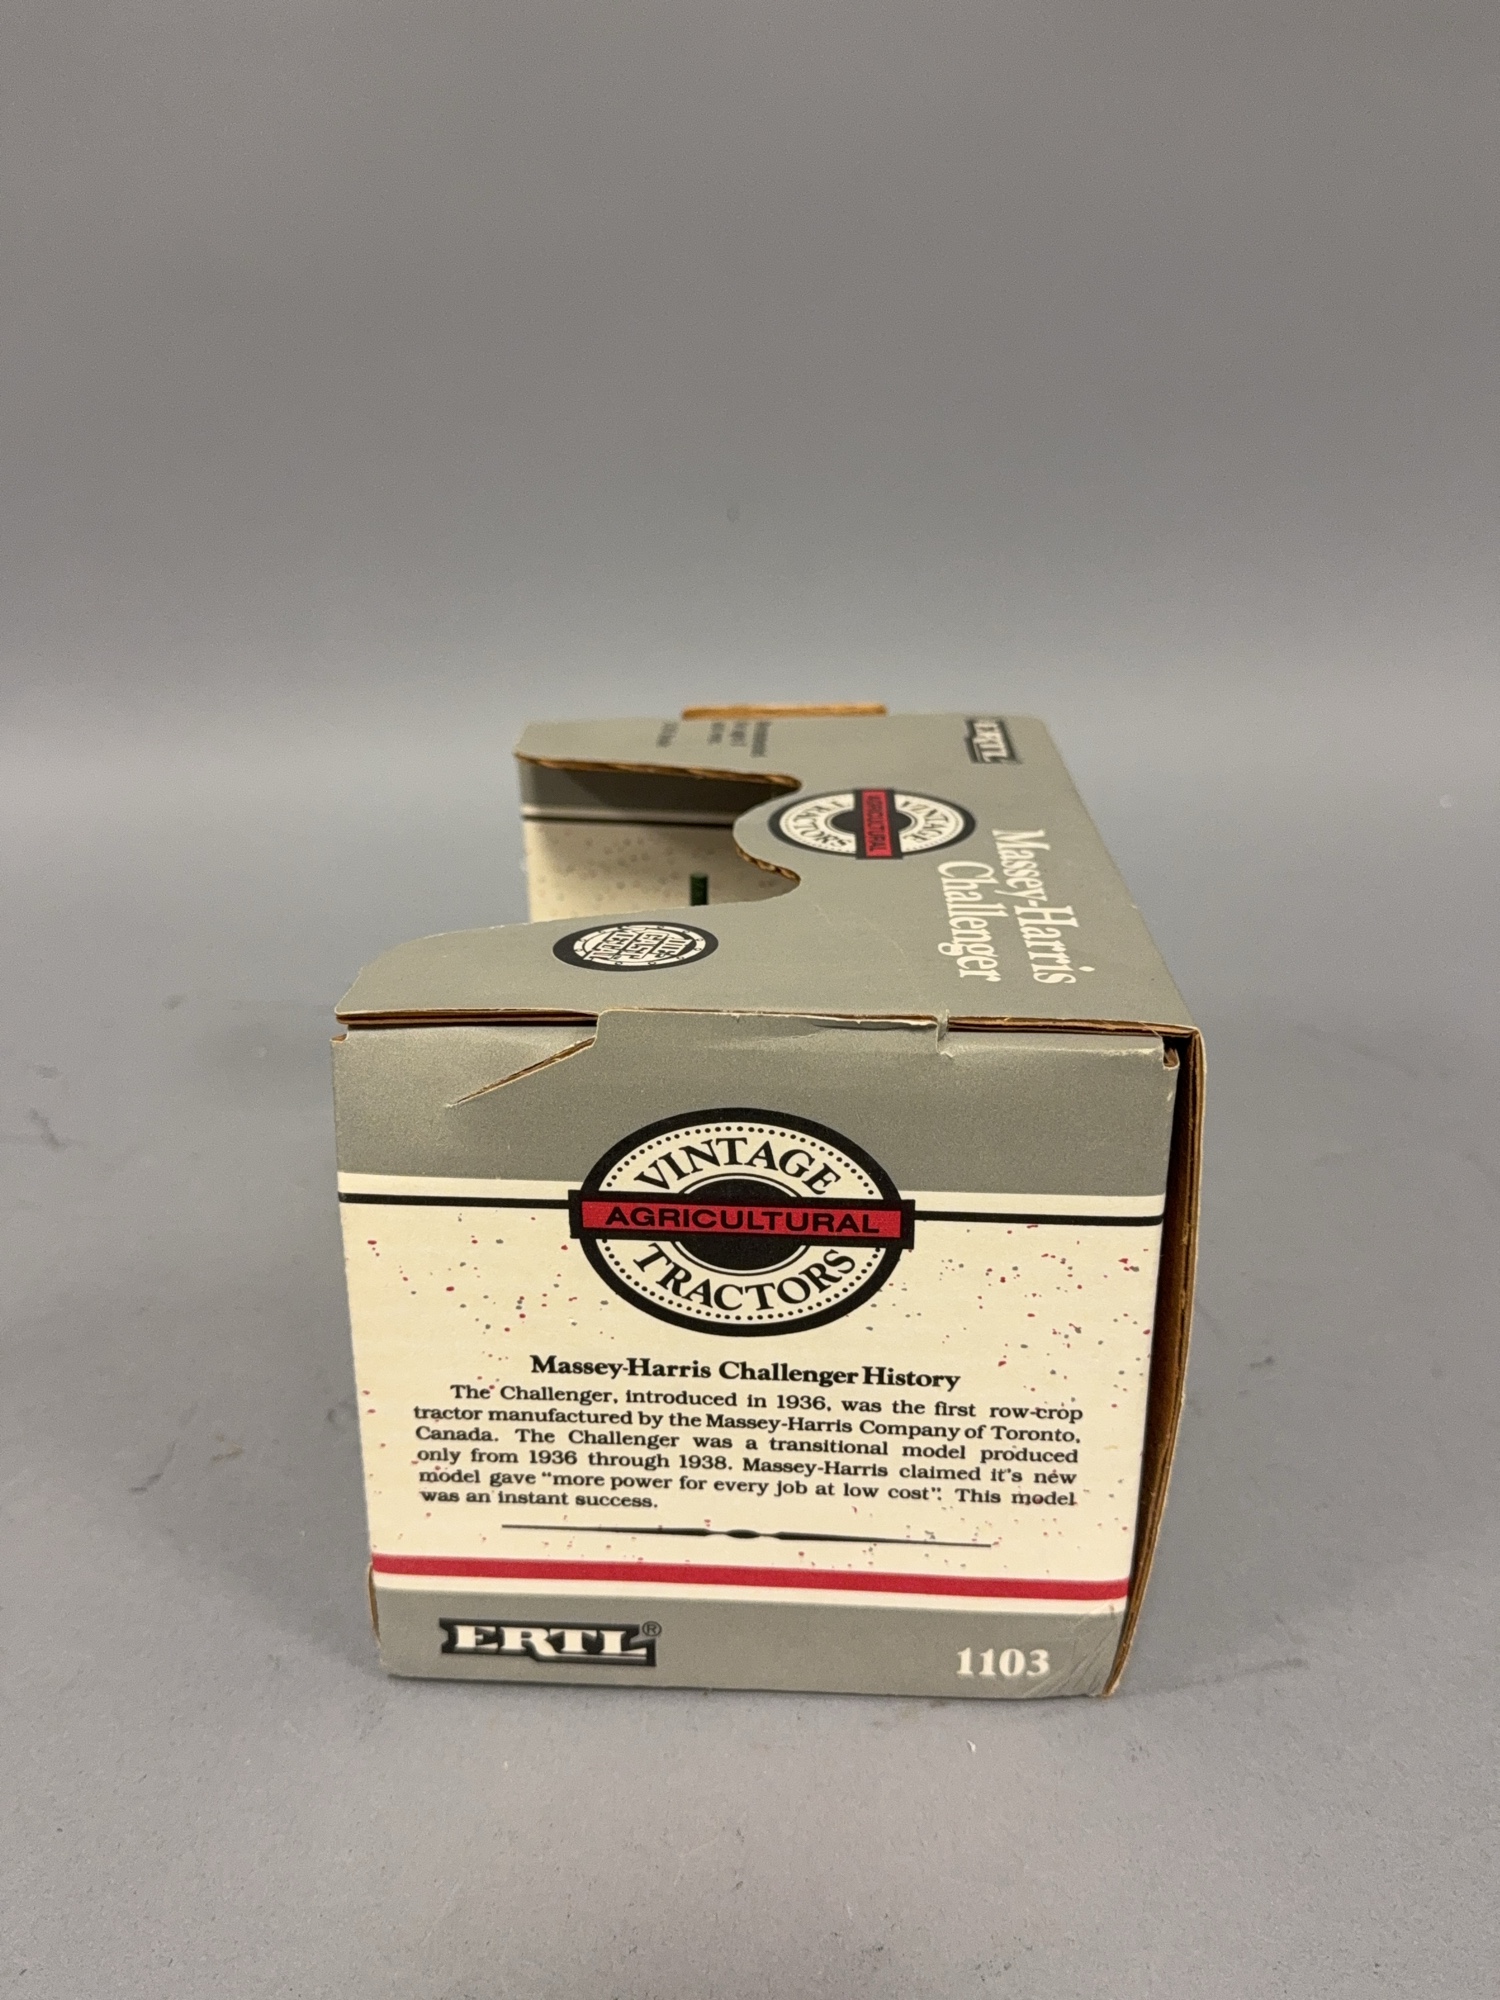 ERTL
VINTAGE
AGRICULTURAL
TRACTORS
Massey-Harris
Challenger
VINTAGE
AGRICULTURAL
TRACTORS
Massey-Harris Challenger History
The Challenger, introduced in 1936, was the first row-crop
tractor manufactured by the Massey-Harris Company of Toronto,
Canada. The Challenger was a transitional model produced
only from 1936 through 1938. Massey-Harris claimed it's new
model gave "more power for every job at low cost". This model
was an instant success.
ERTL®
1103